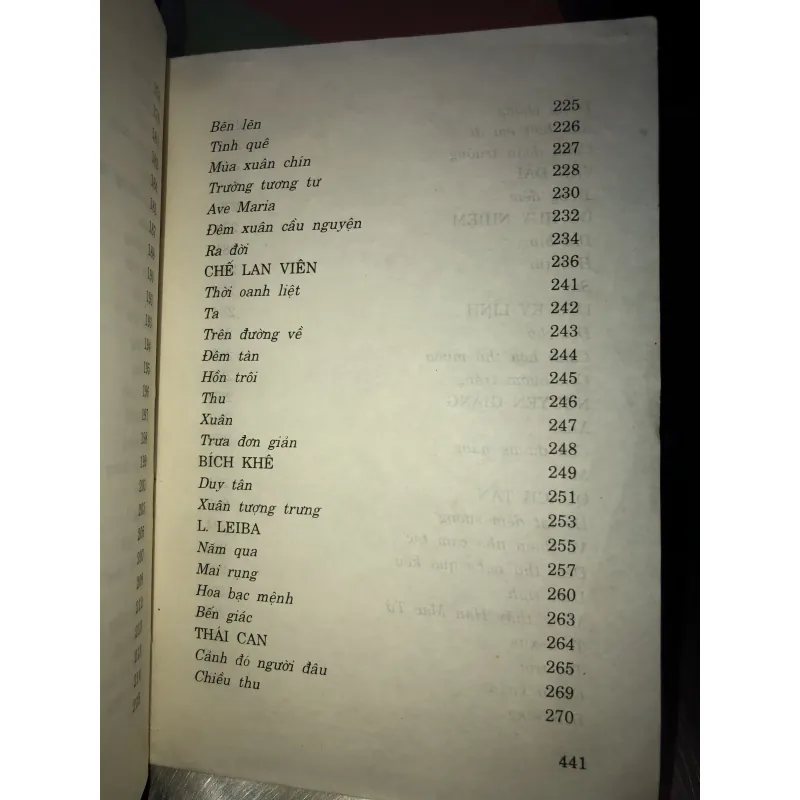 Bẽn lẽn 225
Tình quê 226
Mùa xuân chín 227
Trường tương tư 228
Ave Maria 230
Đêm xuân cầu nguyện 232
Ra đời 234
CHẾ LAN VIÊN 236
Thời oanh liệt 241
Ta 242
Trên đường về 243
Đêm tàn 244
Hồn trôi 245
Thu 246
Xuân 247
Trưa đơn giản 248
BÍCH KHÊ 249
Duy tân 251
Xuân tượng trưng 253
L. LEIBA 255
Năm qua 257
Mai rụng 260
Hoa bạc mệnh 263
Bến giác 264
THÁI CAN 265
Cảnh đó người đâu 269
Chiều thu 270
441